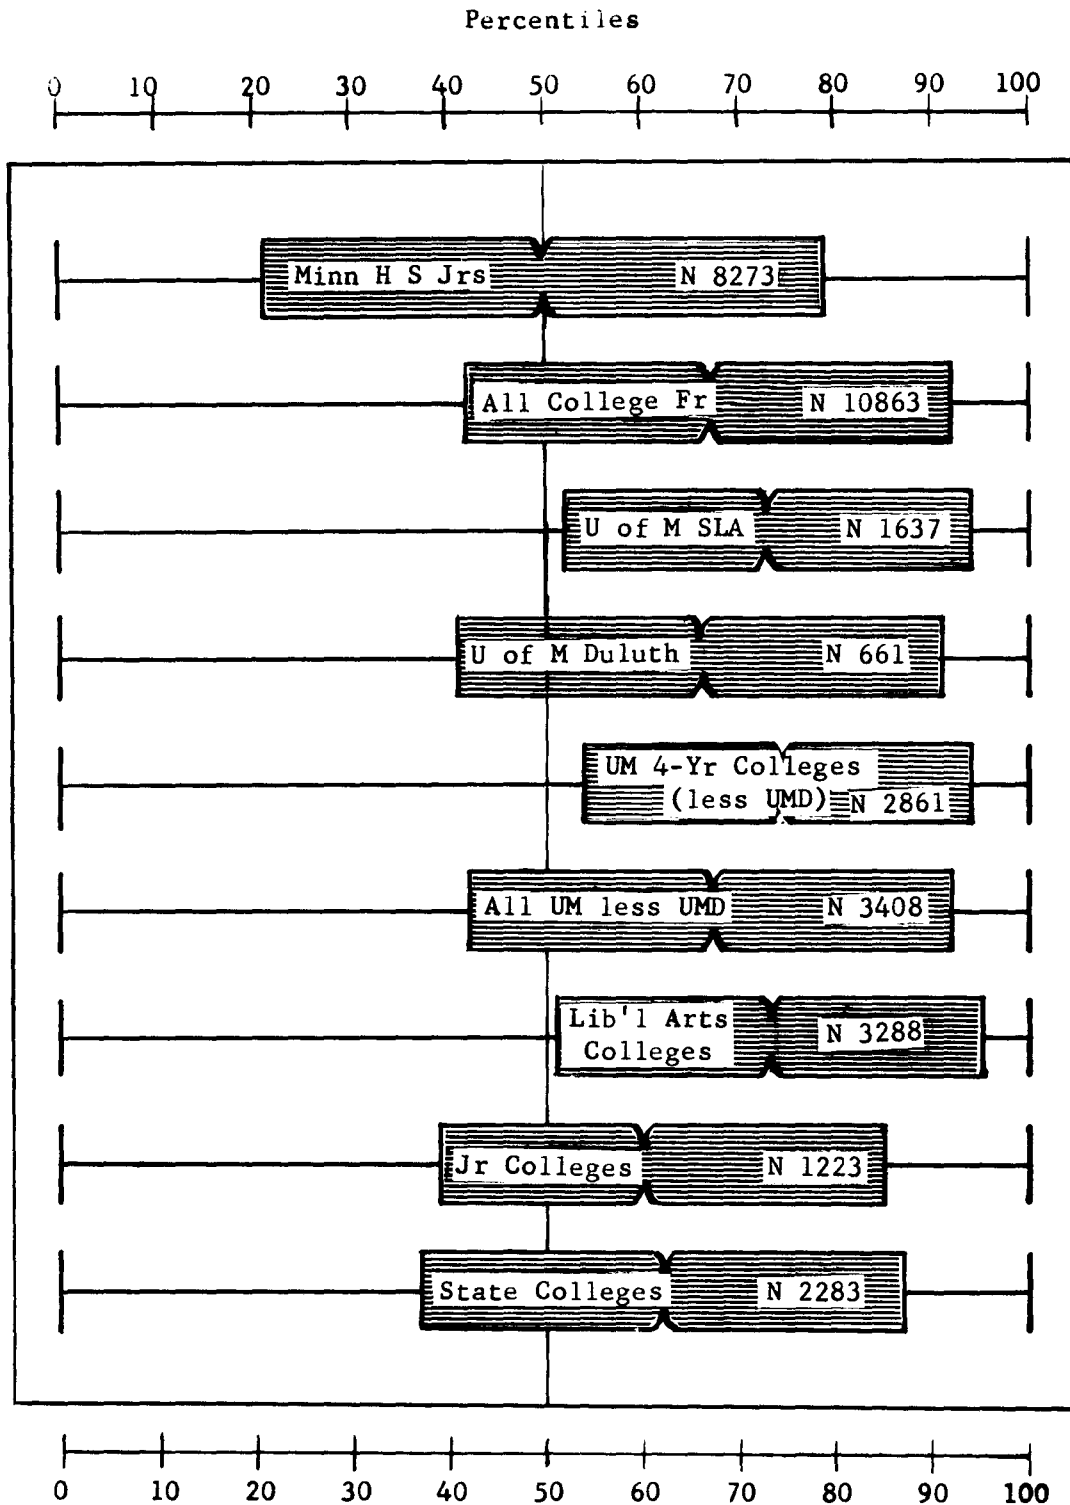 Percentiles
0 10 20 30 40 50 60 70 80 90 100
Minn H S Jrs N 8273
All College Fr N 10863
U of M SLA N 1637
U of M Duluth N 661
UM 4-Yr Colleges
(less UMD) N 2861
All UM less UMD N 3408
Lib'l Arts
Colleges N 3288
Jr Colleges N 1223
State Colleges N 2283
0 10 20 30 40 50 60 70 80 90 100